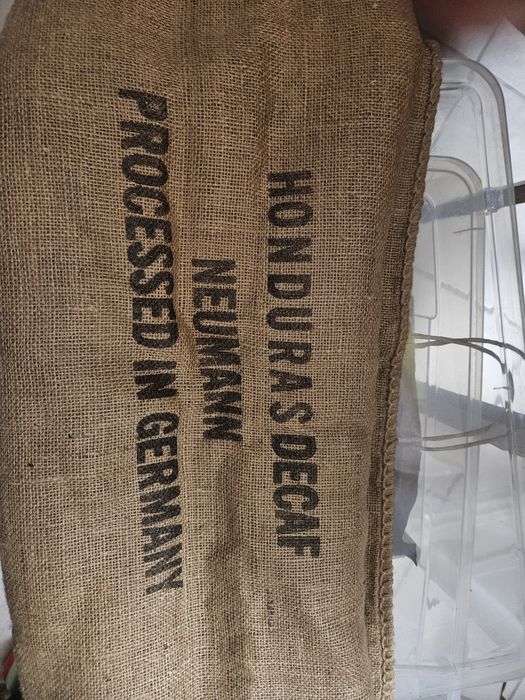 HONDURAS DECAF
NEUMANN
PROCESSED IN GERMANY